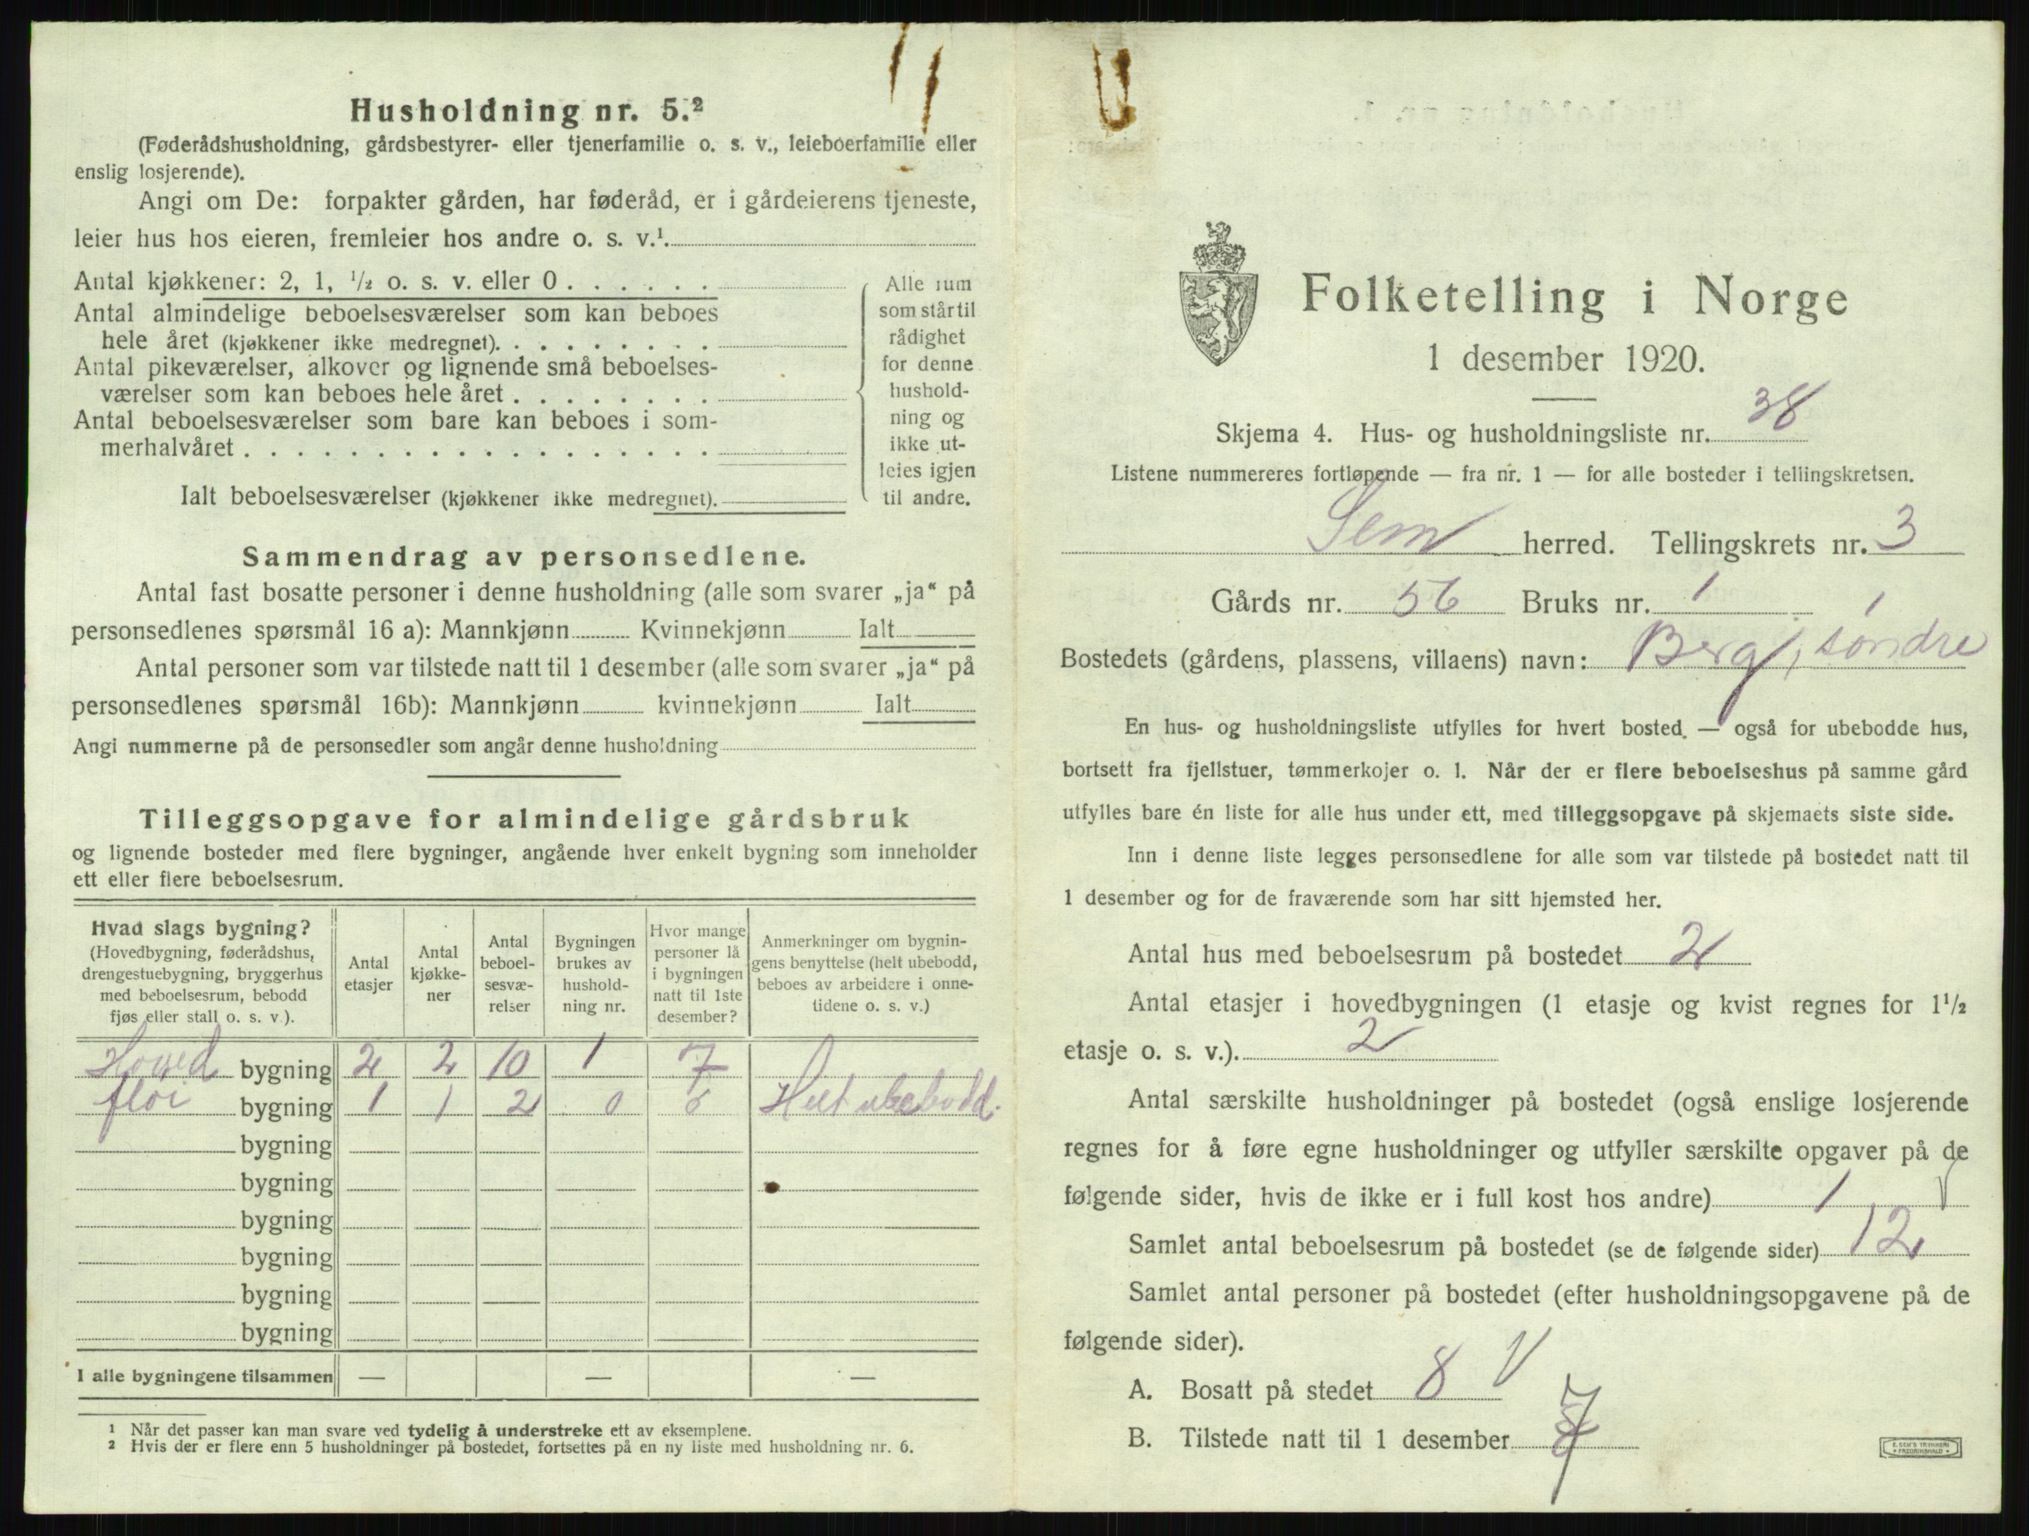 Husholdning nr. 5.²
(Føderådshusholdning, gårdsbestyrer- eller tjenerfamilie o. s. v., leieboerfamilie eller
enslig losjerende).
Angi om De: forpakter gården, har føderåd, er i gårdeierens tjeneste,
leier hus hos eieren, fremleier hos andre o. s. v.¹.
Antal kjøkkener: 2, 1, ½ o. s. v. eller 0
Antal almindelige beboelsesværelser som kan beboes
hele året (kjøkkener ikke medregnet).
Antal pikeværelser, alkover og lignende små beboelses-
værelser som kan beboes hele året
Antal beboelsesværelser som bare kan beboes i som-
merhalvåret
Ialt beboelsesværelser (kjøkkener ikke medregnet).
Alle rum
som står til
rådighet
for denne
hushold-
ning og
ikke ut-
leies igjen
til andre.
Sammendrag av personsedlene.
Antal fast bosatte personer i denne husholdning (alle som svarer „ja“ på
personsedlenes spørsmål 16 a): Mannkjønn Kvinnekjønn Ialt
Antal personer som var tilstede natt til 1 desember (alle som svarer „ja“ på
personsedlenes spørsmål 16b): Mannkjønn kvinnekjønn Ialt
Angi nummerne på de personsedler som angår denne husholdning
Tilleggsopgave for almindelige gårdsbruk
og lignende bosteder med flere bygninger, angående hver enkelt bygning som inneholder
ett eller flere beboelsesrum.
Hvad slags bygning?
(Hovedbygning, føderådshus,
drengestuebygning, bryggerhus
med beboelsesrum, bebodd
fjøs eller stall o. s. v).
Antal
etasjer
Antal
kjøkke-
ner
Antal
beboel-
sesvæ-
relser
Bygningen
brukes av
hushold-
ning nr.
Hvor mange
personer lå
i bygningen
natt til 1ste
desember?
Anmerkninger om bygnin-
gens benyttelse (helt ubebodd,
beboes av arbeidere i onne-
tidene o. s. v.)
Hoved bygning 2 2 10 1 7
fløi bygning 1 1 2 0 0 Helt ubebodd.
bygning
bygning
bygning
bygning
bygning
bygning
I alle bygningene tilsammen — — —
¹ Når det passer kan man svare ved tydelig å understreke ett av eksemplene.
² Hvis der er flere enn 5 husholdninger på bostedet, fortsettes på en ny liste med husholdning nr. 6.
Folketelling i Norge
1 desember 1920.
Skjema 4. Hus- og husholdningsliste nr. 38
Listene nummereres fortløpende — fra nr. 1 — for alle bosteder i tellingskretsen.
Sem herred. Tellingskrets nr. 3
Gårds nr. 56 Bruks nr. 1 1
Bostedets (gårdens, plassens, villaens) navn: Berg, søndre
En hus- og husholdningsliste utfylles for hvert bosted, — også for ubebodde hus,
bortsett fra fjellstuer, tømmerkojer o. l. Når der er flere beboelseshus på samme gård
utfylles bare én liste for alle hus under ett, med tilleggsopgave på skjemaets siste side.
Inn i denne liste legges personsedlene for alle som var tilstede på bostedet natt til
1 desember og for de fraværende som har sitt hjemsted her.
Antal hus med beboelsesrum på bostedet 2
Antal etasjer i hovedbygningen (1 etasje og kvist regnes for 1½
etasje o. s. v.). 2
Antal særskilte husholdninger på bostedet (også enslige losjerende
regnes for å føre egne husholdninger og utfyller særskilte opgaver på de
følgende sider, hvis de ikke er i full kost hos andre) 1
Samlet antal beboelsesrum på bostedet (se de følgende sider) 12
Samlet antal personer på bostedet (efter husholdningsopgavene på de
følgende sider).
A. Bosatt på stedet 8
B. Tilstede natt til 1 desember 7
E. SEM'S TRYKKERI
FREDRIKSHALD